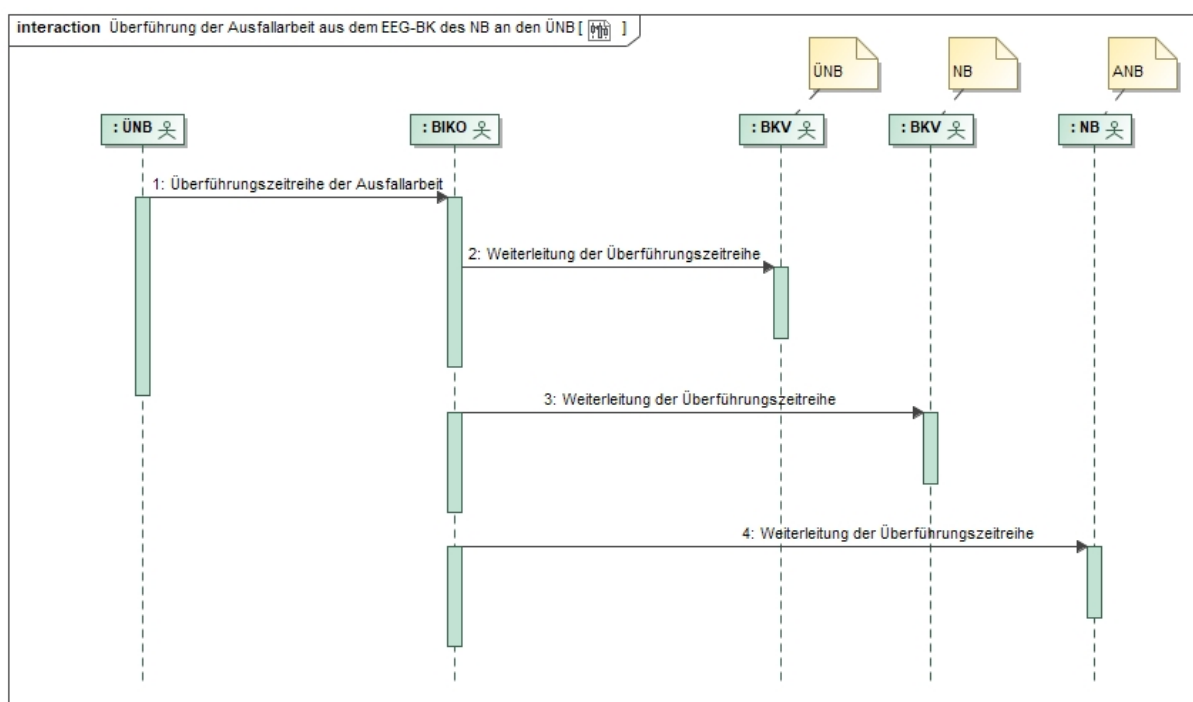 interaction Überführung der Ausfallarbeit aus dem EEG-BK des NB an den ÜNB [ ]
ÜNB
NB
ANB
: ÜNB
: BIKO
: BKV
: BKV
: NB
1: Überführungszeitreihe der Ausfallarbeit
2: Weiterleitung der Überführungszeitreihe
3: Weiterleitung der Überführungszeitreihe
4: Weiterleitung der Überführungszeitreihe